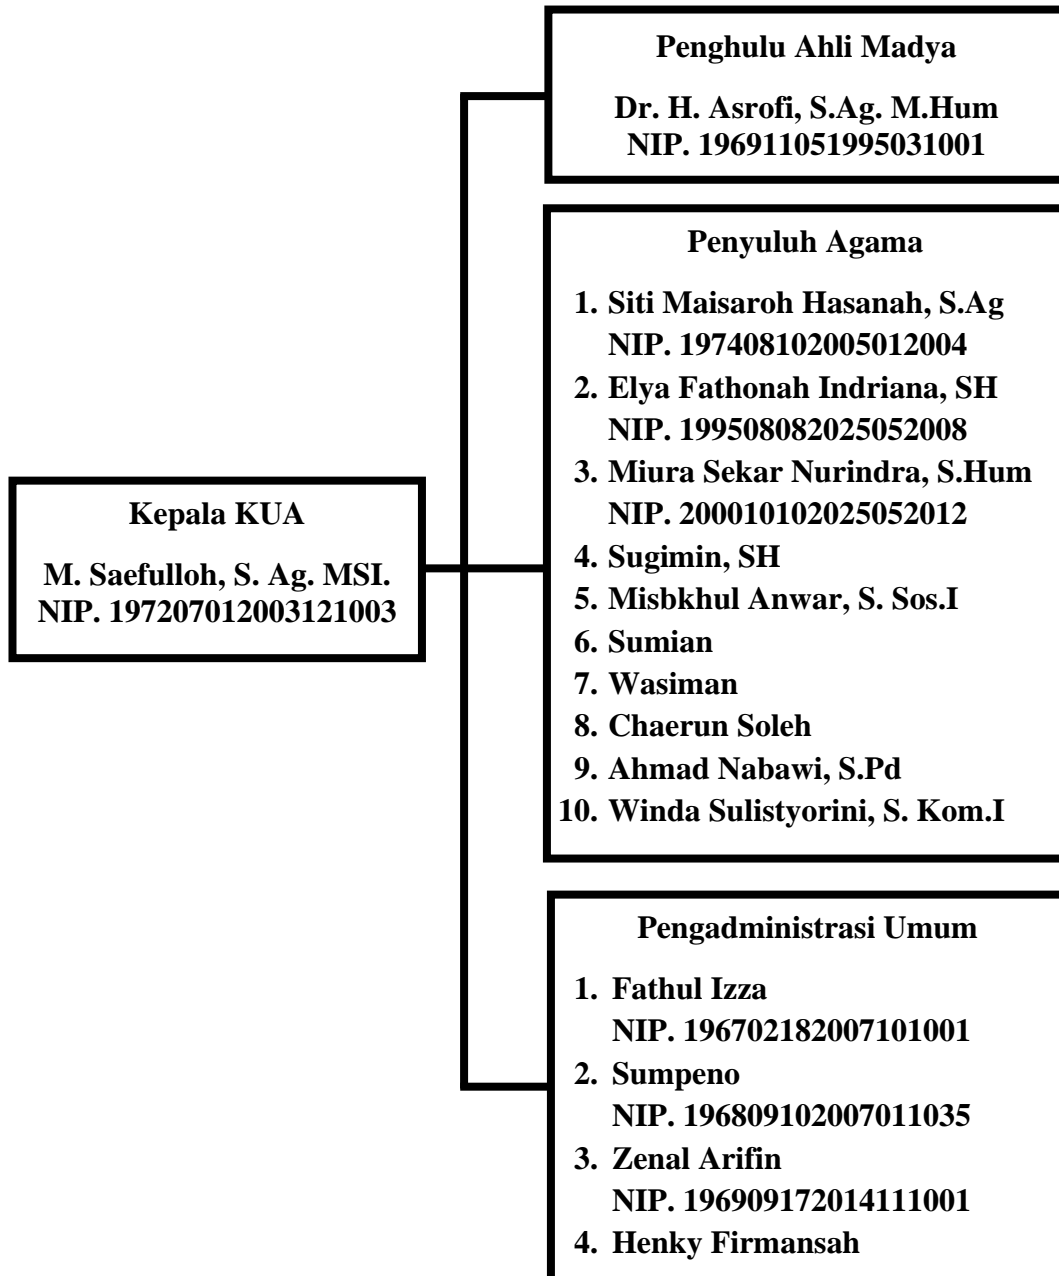 Penghulu Ahli Madya
Dr. H. Asrofi, S.Ag. M.Hum
NIP. 196911051995031001
Penyuluh Agama
1. Siti Maisaroh Hasanah, S.Ag
NIP. 197408102005012004
2. Elya Fathonah Indriana, SH
NIP. 199508082025052008
3. Miura Sekar Nurindra, S.Hum
NIP. 200010102025052012
4. Sugimin, SH
5. Misbkhul Anwar, S. Sos.I
6. Sumian
7. Wasiman
8. Chaerun Soleh
9. Ahmad Nabawi, S.Pd
10. Winda Sulistyorini, S. Kom.I
Kepala KUA
M. Saefulloh, S. Ag. MSI.
NIP. 197207012003121003
Pengadministrasi Umum
1. Fathul Izza
NIP. 196702182007101001
2. Sumpeno
NIP. 196809102007011035
3. Zenal Arifin
NIP. 196909172014111001
4. Henky Firmansah